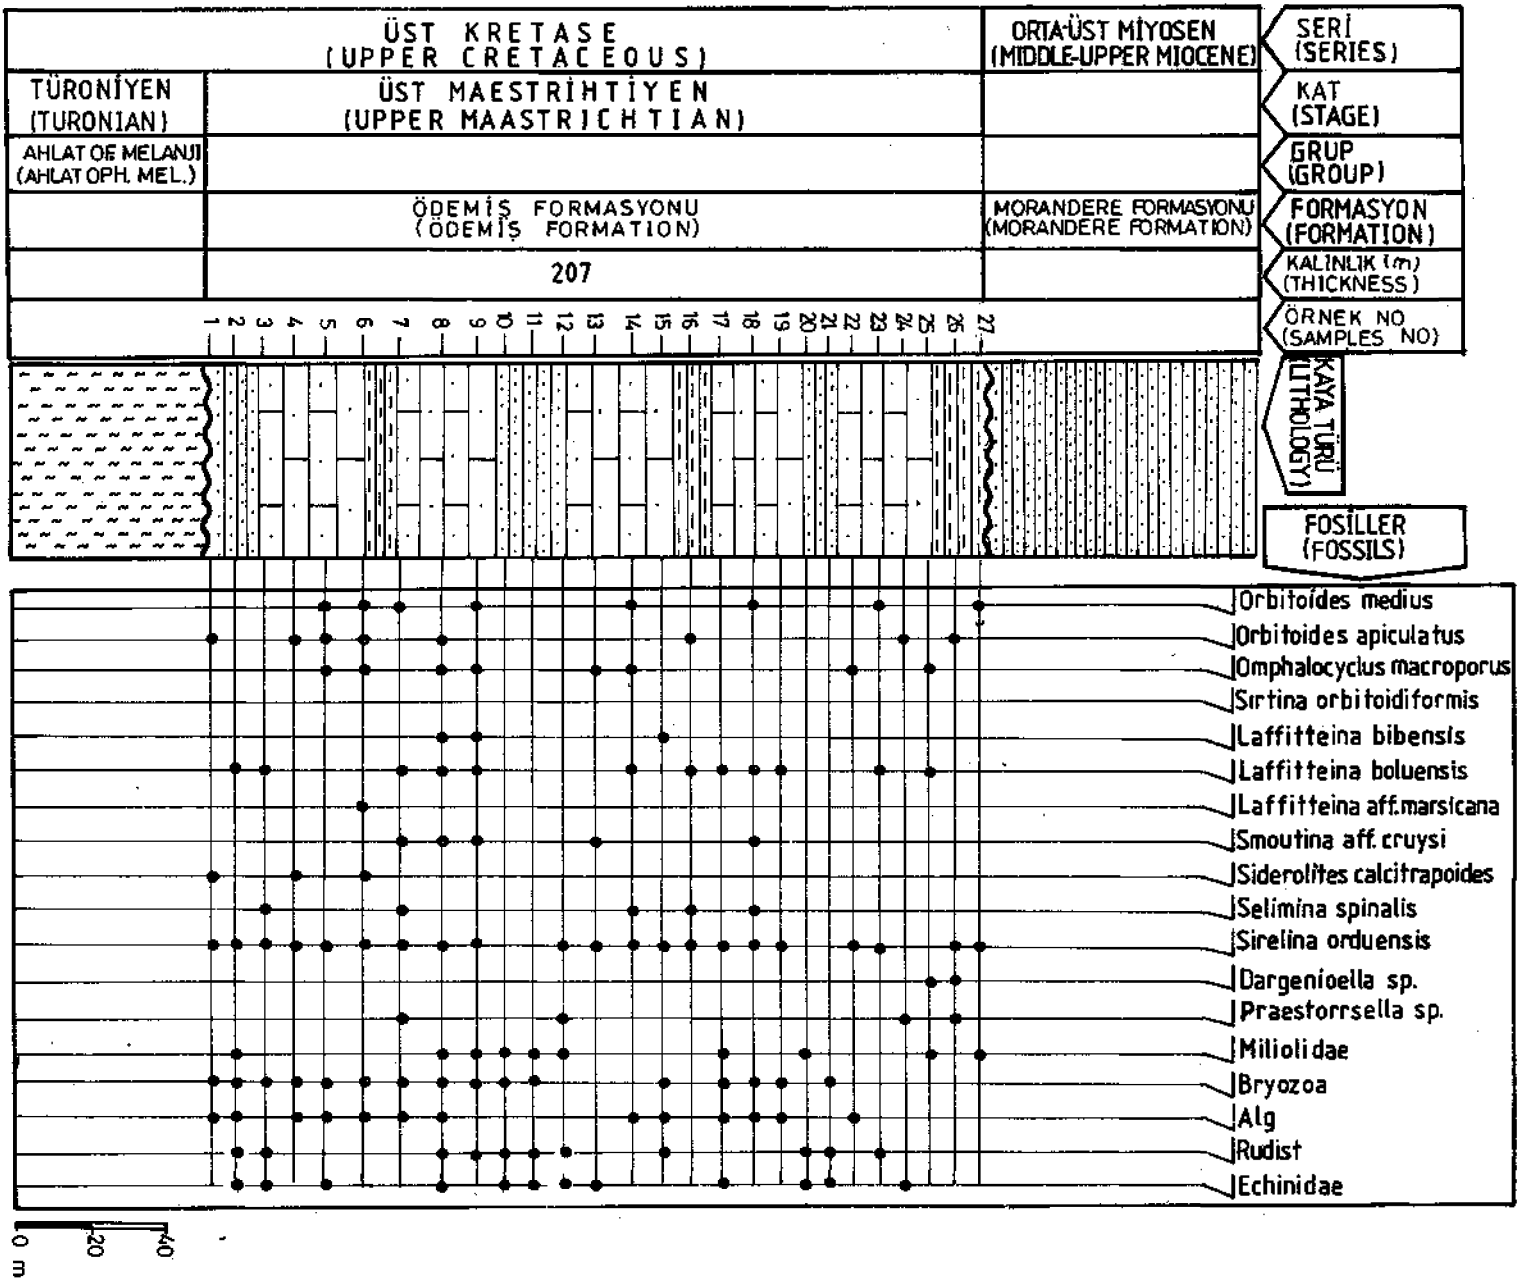 ÜST KRETASE
(UPPER CRETACEOUS)
ORTA-ÜST MİYOSEN
(MIDDLE-UPPER MIOCENE)
SERİ
(SERIES)
TÜRONİYEN
(TURONIAN)
ÜST MAESTRİHTİYEN
(UPPER MAASTRICHTIAN)
KAT
(STAGE)
AHLAT OF MELANJI
(AHLAT OPH. MEL.)
GRUP
(GROUP)
ÖDEMİŞ FORMASYONU
(ÖDEMİŞ FORMATION)
MORANDERE FORMASYONU
(MORANDERE FORMATION)
FORMASYON
(FORMATION)
207
KALINLIK (m)
(THICKNESS)
1 2 3 4 5 6 7 8 9 10 11 12 13 14 15 16 17 18 19 20 21 22 23 24 25 26 27
ÖRNEK NO
(SAMPLES NO)
KAYA TÜRÜ
(LITHOLOGY)
FOSİLLER
(FOSSILS)
Orbitoides medius
Orbitoides apiculatus
Omphalocyclus macroporus
Sirtina orbitoidiformis
Laffitteina bibensis
Laffitteina boluensis
Laffitteina aff.marsicana
Smoutina aff. cruysi
Siderolites calcitrapoides
Selimina spinalis
Sirelina orduensis
Dargenioella sp.
Praestorrsella sp.
Miliolidae
Bryozoa
Alg
Rudist
Echinidae
0 20 40
m